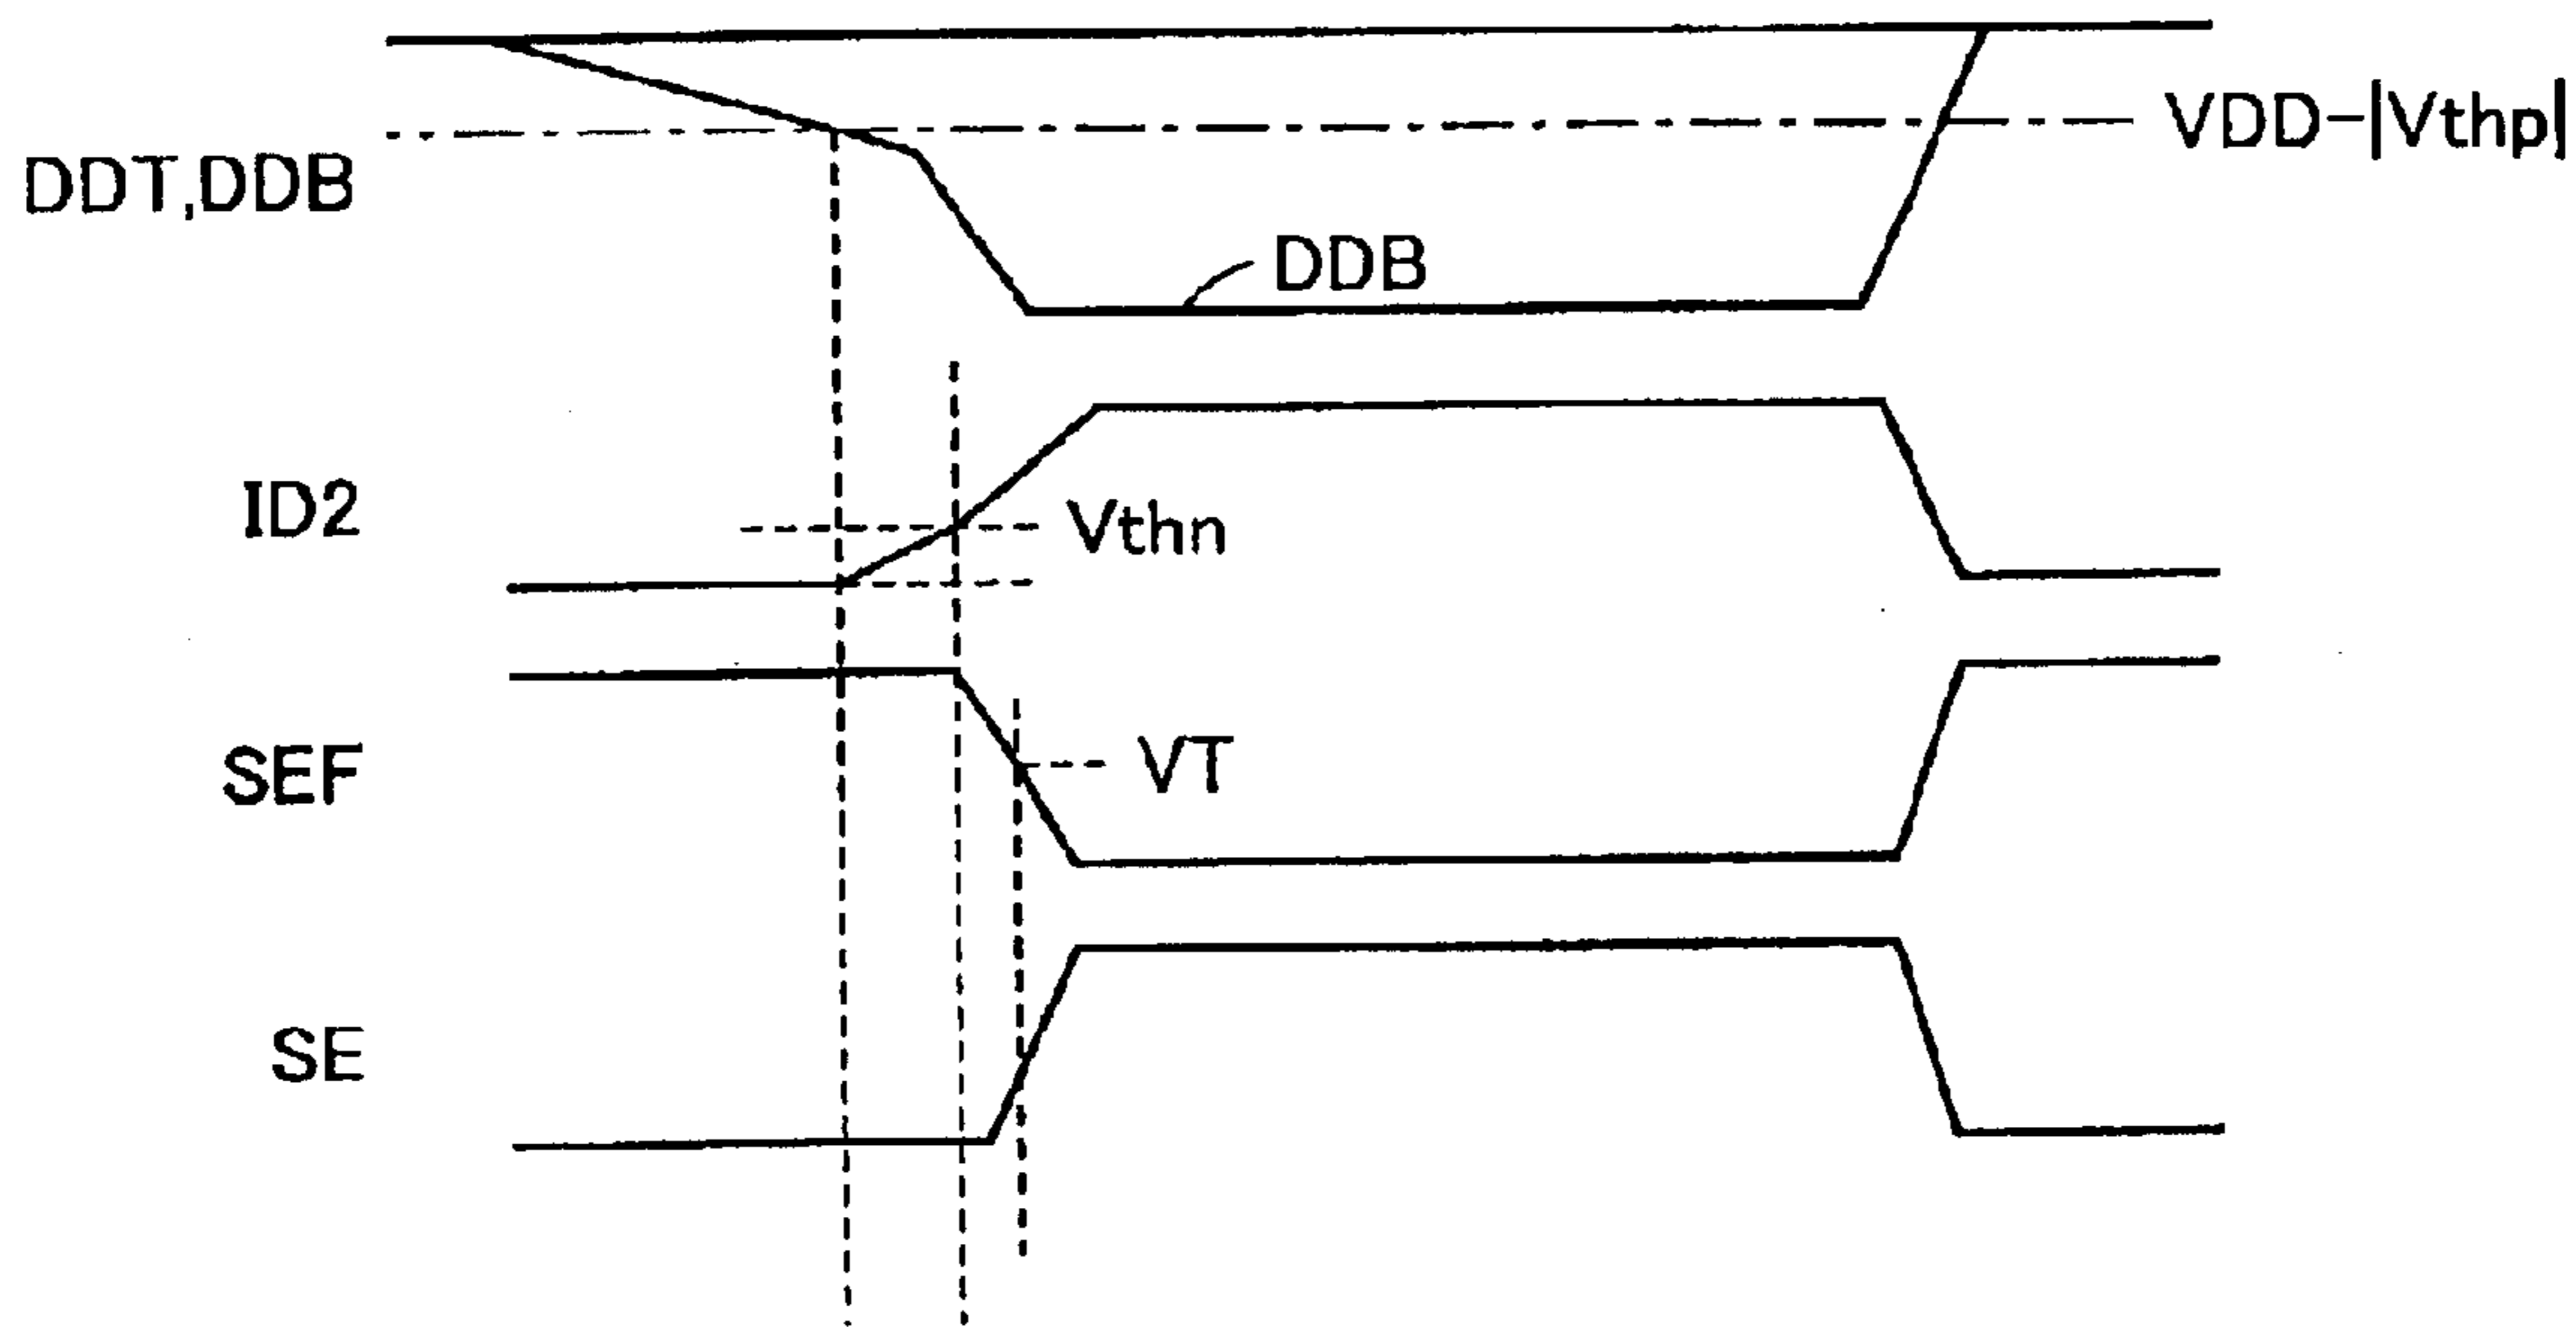 VDD-|Vthp|
DDT,DDB
DDB
ID2
Vthn
SEF
VT
SE